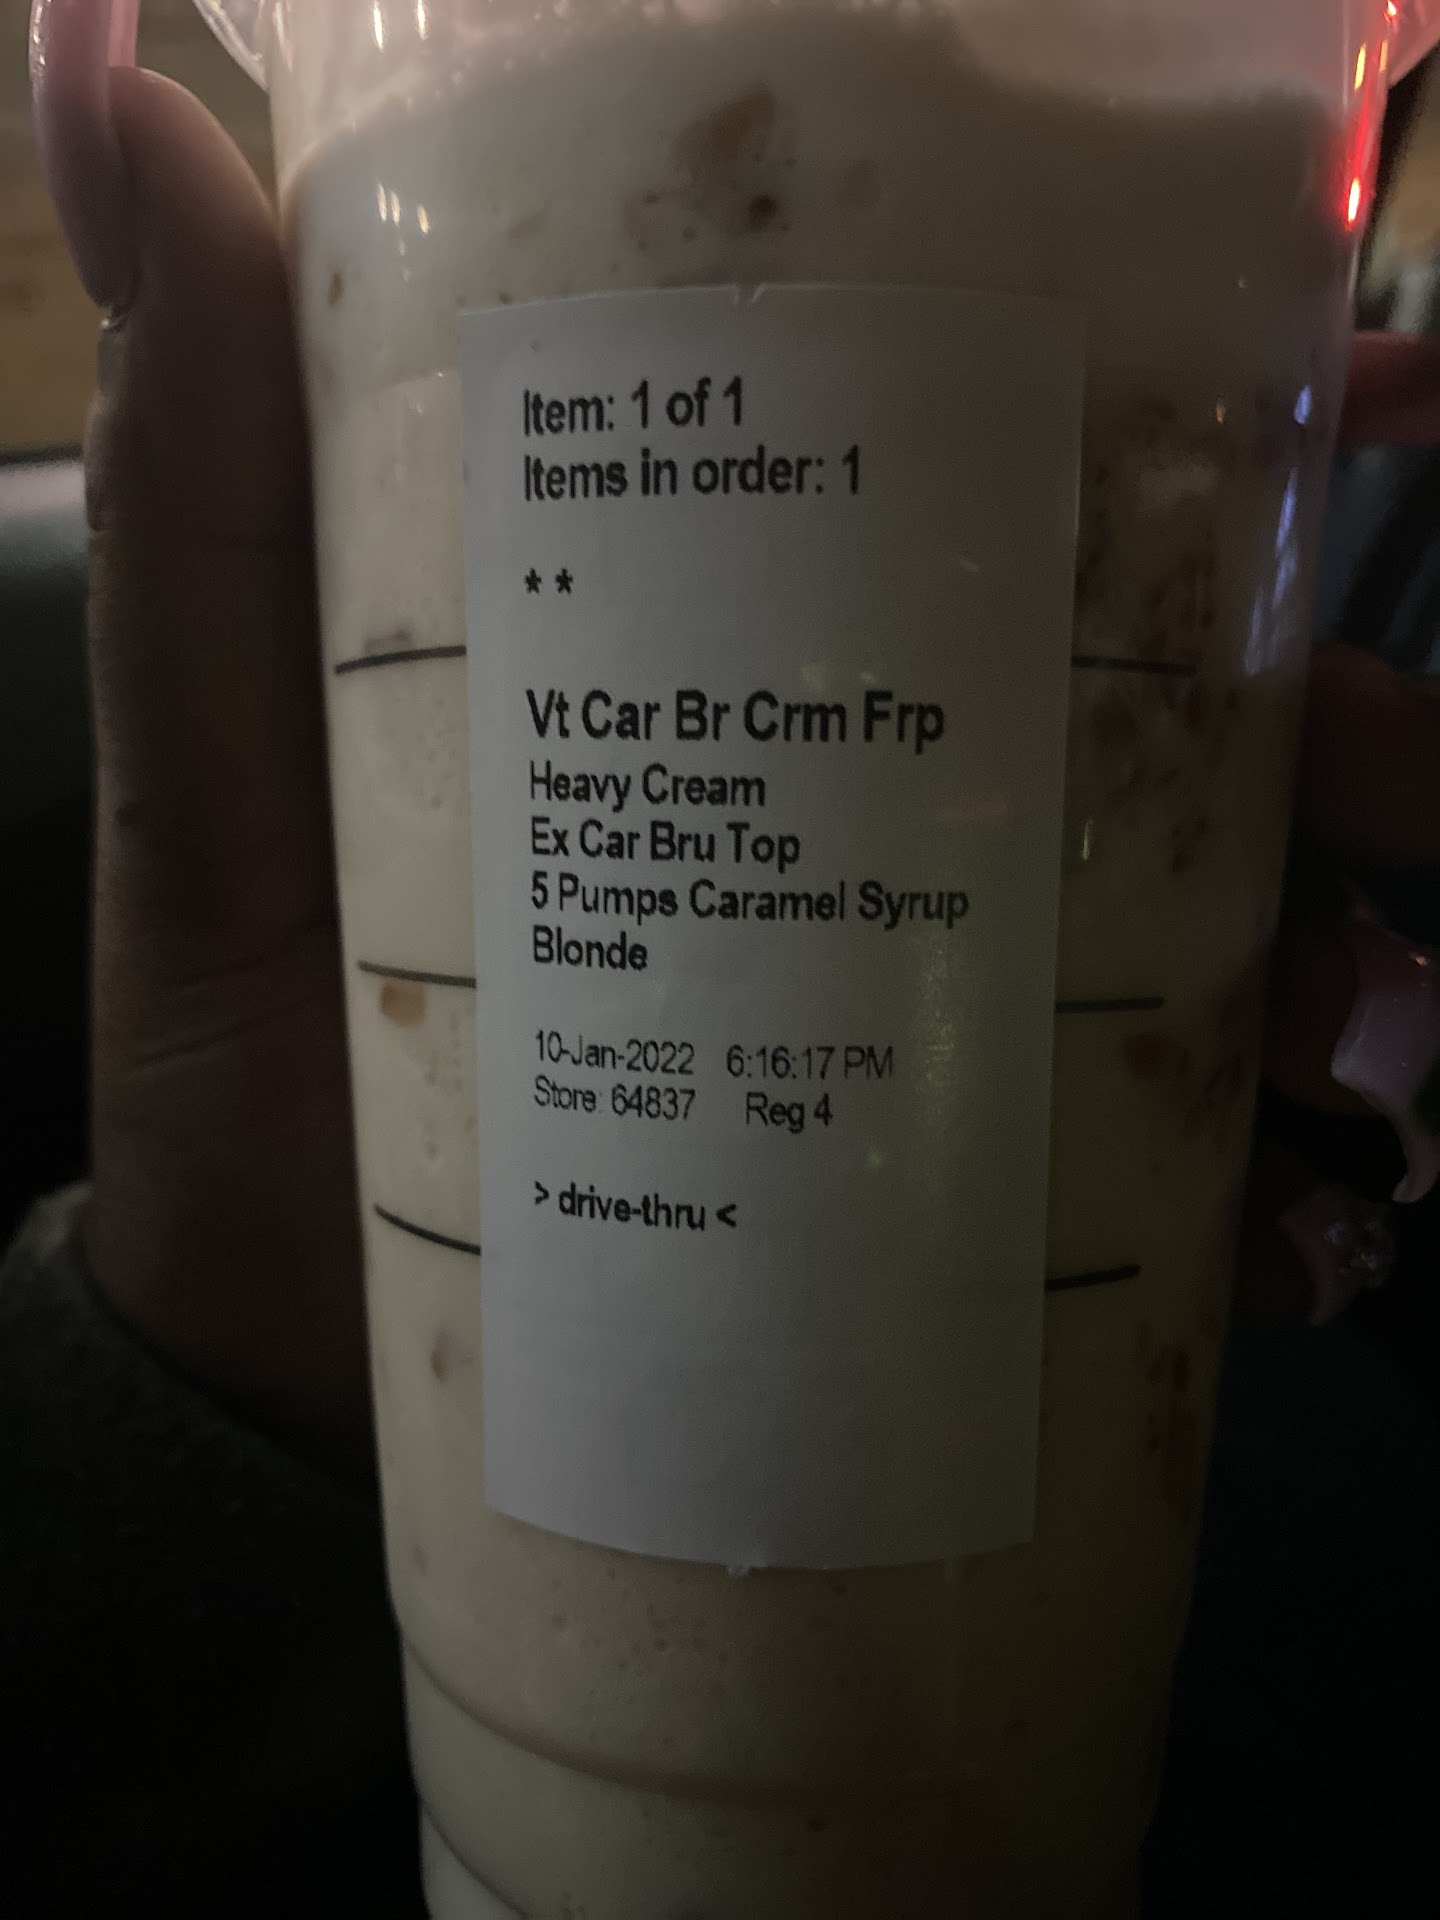 Item: 1 of 1
Items in order: 1
* *
Vt Car Br Crm Frp
Heavy Cream
Ex Car Bru Top
5 Pumps Caramel Syrup
Blonde
10-Jan-2022 6:16:17 PM
Store: 64837 Reg 4
> drive-thru <